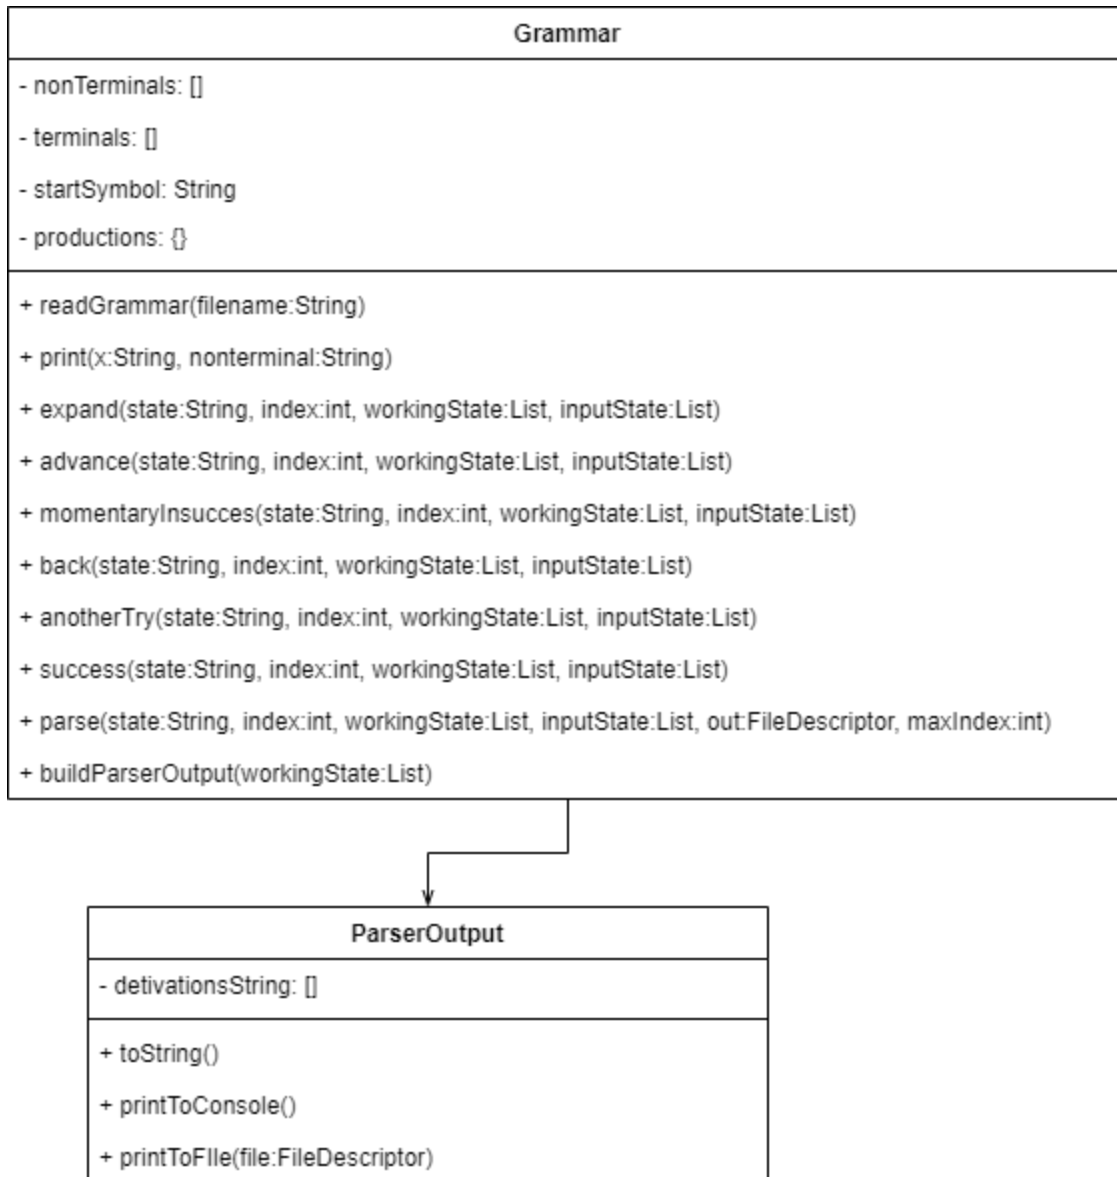 Grammar
- nonTerminals: []
- terminals: []
- startSymbol: String
- productions: {}
+ readGrammar(filename:String)
+ print(x:String, nonterminal:String)
+ expand(state:String, index:int, workingState:List, inputState:List)
+ advance(state:String, index:int, workingState:List, inputState:List)
+ momentaryInsucces(state:String, index:int, workingState:List, inputState:List)
+ back(state:String, index:int, workingState:List, inputState:List)
+ anotherTry(state:String, index:int, workingState:List, inputState:List)
+ success(state:String, index:int, workingState:List, inputState:List)
+ parse(state:String, index:int, workingState:List, inputState:List, out:FileDescriptor, maxIndex:int)
+ buildParserOutput(workingState:List)
ParserOutput
- detivationsString: []
+ toString()
+ printToConsole()
+ printToFIle(file:FileDescriptor)